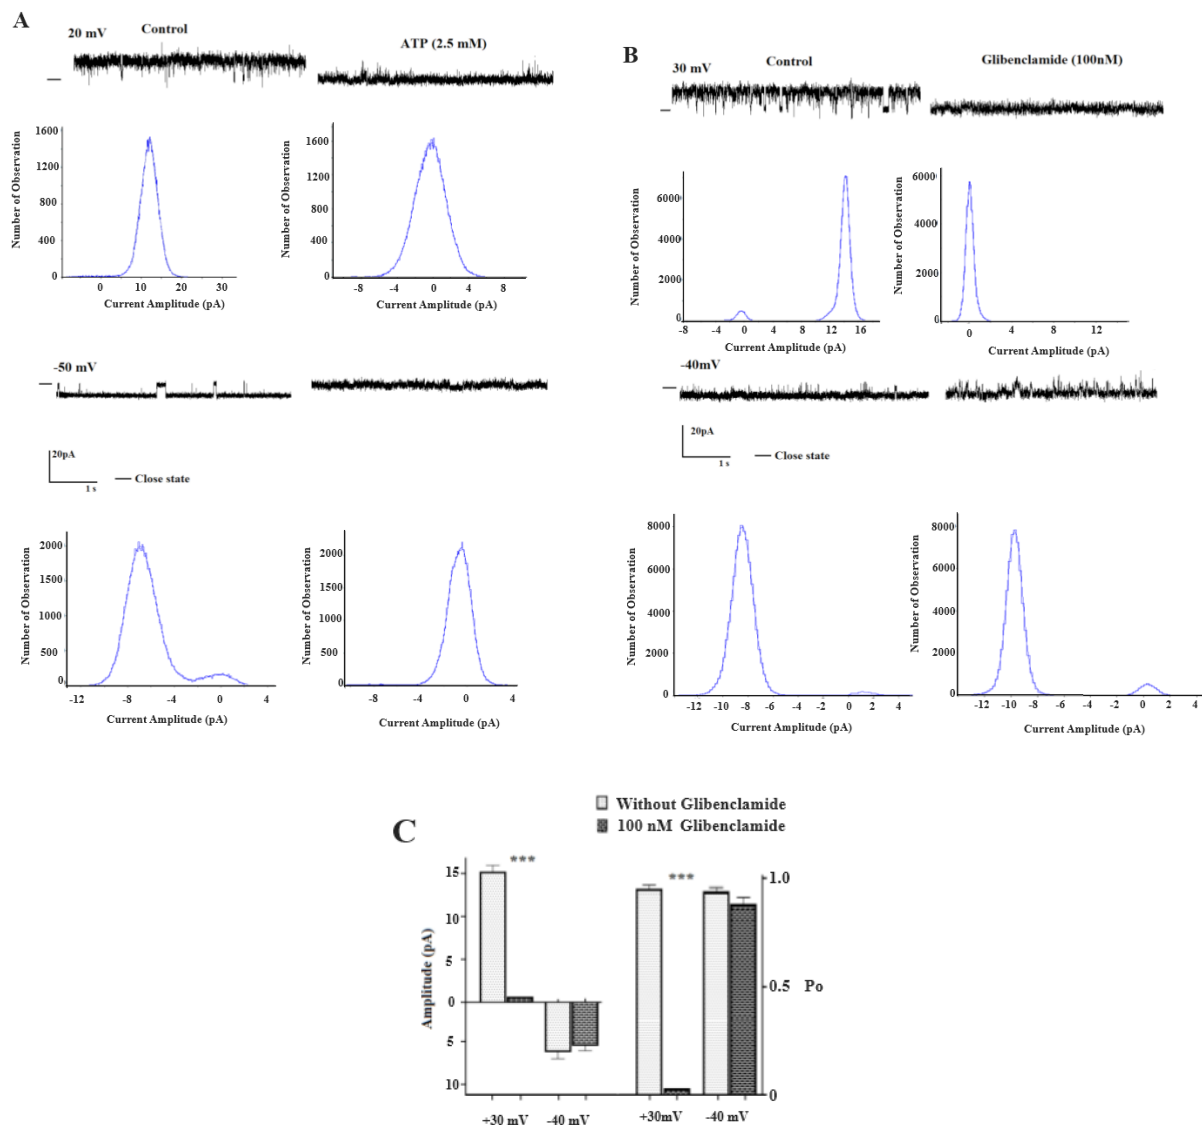 A
20 mV
Control
ATP (2.5 mM)
1600
1200
800
400
0
Number of Observation
0
10
20
30
Current Amplitude (pA)
1600
1200
800
400
0
Number of Observation
-8
-4
0
4
8
Current Amplitude (pA)
-50 mV
20pA
1 s
Close state
2000
1500
1000
500
0
Number of Observation
-12
-8
-4
0
4
Current Amplitude (pA)
2000
1500
1000
500
0
Number of Observation
-8
-4
0
4
Current Amplitude (pA)
B
30 mV
Control
Glibenclamide (100nM)
6000
4000
2000
0
Number of Observation
-8
-4
0
4
8
12
16
Current Amplitude (pA)
6000
4000
2000
0
Number of Observation
0
4
8
12
Current Amplitude (pA)
-40mV
20pA
1 s
Close state
8000
6000
4000
2000
0
Number of Observation
-12
-10
-8
-6
-4
-2
0
2
4
Current Amplitude (pA)
8000
6000
4000
2000
0
Number of Observation
-12
-10
-8
-6
-4
-2
0
2
4
Current Amplitude (pA)
C
Without Glibenclamide
100 nM Glibenclamide
15
10
5
0
5
10
Amplitude (pA)
***
***
1.0
0.5
0
Po
+30 mV
-40 mV
+30mV
-40 mV